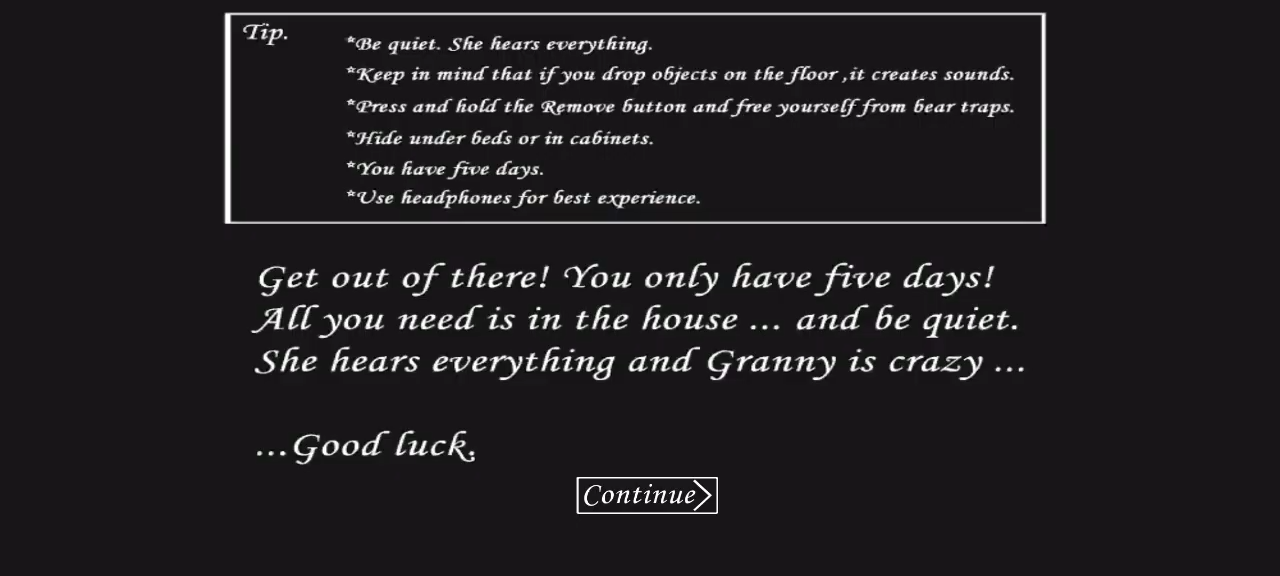 Tip.
*Be quiet. She hears everything.
*Keep in mind that if you drop objects on the floor ,it creates sounds.
*Press and hold the Remove button and free yourself from bear traps.
*Hide under beds or in cabinets.
*You have five days.
*Use headphones for best experience.
Get out of there! You only have five days!
All you need is in the house ... and be quiet.
She hears everything and Granny is crazy ...
...Good luck.
Continue>